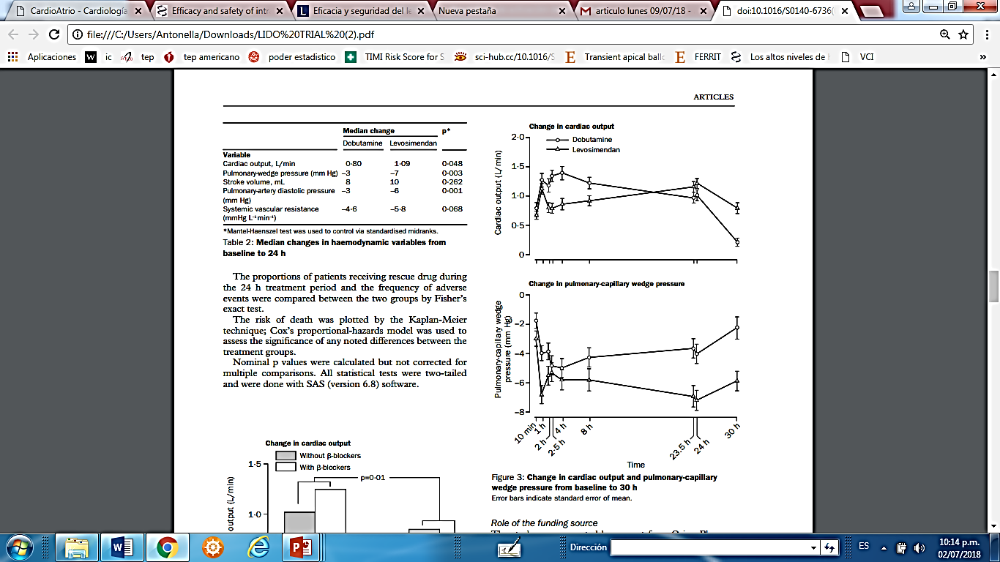 CardioAtrio - Cardiología
Efficacy and safety of intr
Eficacia y seguridad del le
Nueva pestaña
articulo lunes 09/07/18 -
doi:10.1016/S0140-6736(
file:///C:/Users/Antonella/Downloads/LIDO%20TRIAL%20(2).pdf
Aplicaciones
ic
tep
tep americano
poder estadistico
TIMI Risk Score for S
sci-hub.cc/10.1016/S
Transient apical ball
FERRIT
Los altos niveles de
VCI
»
ARTICLES
Median change p*
Dobutamine Levosimendan
Variable
Cardiac output, L/min 0·80 1·09 0·048
Pulmonary-wedge pressure (mm Hg) –3 –7 0·003
Stroke volume, mL 8 10 0·262
Pulmonary-artery diastolic pressure –3 –6 0·001
(mm Hg)
Systemic vascular resistance –4·6 –5·8 0·068
(mmHg L⁻¹ min⁻¹)
*Mantel-Haenszel test was used to control via standardised midranks.
Table 2: Median changes in haemodynamic variables from
baseline to 24 h
The proportions of patients receiving rescue drug during
the 24 h treatment period and the frequency of adverse
events were compared between the two groups by Fisher's
exact test.
The risk of death was plotted by the Kaplan-Meier
technique; Cox's proportional-hazards model was used to
assess the significance of any noted differences between the
treatment groups.
Nominal p values were calculated but not corrected for
multiple comparisons. All statistical tests were two-tailed
and were done with SAS (version 6.8) software.
Change in cardiac output
Without β-blockers
With β-blockers
1·5
p=0·01
1·0
output (L/min)
Change in cardiac output
Dobutamine
Levosimendan
2·0
1·5
1·0
0·5
0
Cardiac output (L/min)
Change in pulmonary-capillary wedge pressure
0
–2
–4
–6
–8
Pulmonary-capillary wedge
pressure (mm Hg)
10 min
1 h
2 h
2·5 h
4 h
8 h
23.5 h
24 h
30 h
Time
Figure 3: Change in cardiac output and pulmonary-capillary
wedge pressure from baseline to 30 h
Error bars indicate standard error of mean.
Role of the funding source
Dirección
ES
10:14 p.m.
02/07/2018